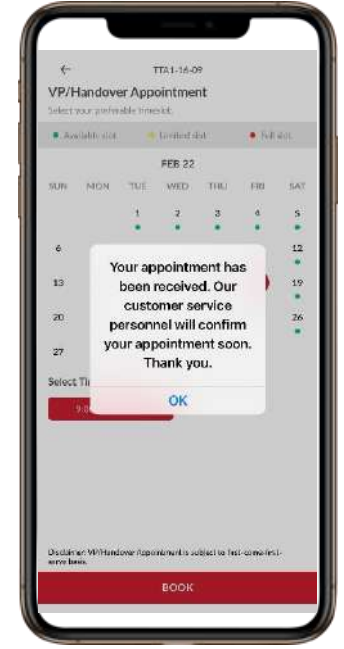 TTA1-16-09
VP/Handover Appointment
Select your preferable timeslot.
Available slot Limited slot Full slot
FEB 22
SUN MON TUE WED THU FRI SAT
1 2 3 4 5
6 12
13 19
20 26
27
Your appointment has
been received. Our
customer service
personnel will confirm
your appointment soon.
Thank you.
OK
Select
Disclaimer: VP/Handover Appointment is subject to first-come-first-
serve basis.
BOOK